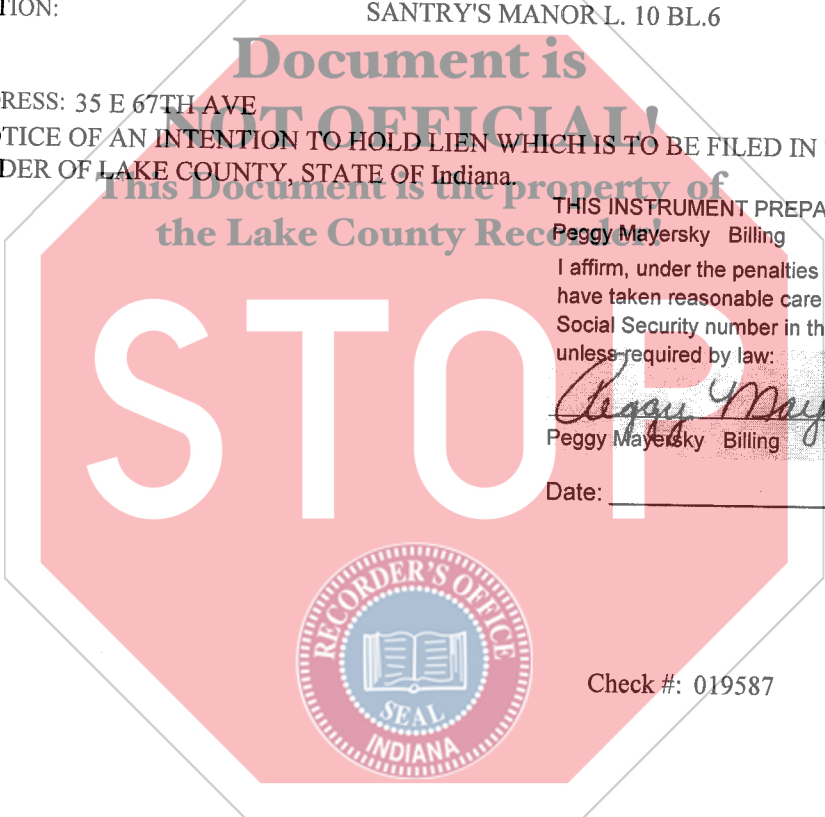 TION:
SANTRY'S MANOR L. 10 BL.6
Document is
RESS: 35 E 67TH AVE
NOT OFFICIAL!
TICE OF AN INTENTION TO HOLD LIEN WHICH IS TO BE FILED IN
DER OF LAKE COUNTY, STATE OF Indiana.
This Document is the property of
the Lake County Recorder!
THIS INSTRUMENT PREPA
Peggy Mayersky Billing
I affirm, under the penalties
have taken reasonable care
Social Security number in th
unless required by law:
Peggy May
Peggy Mayersky Billing
Date:
STOP
RECORDER'S OFFICE
SEAL
INDIANA
Check #: 019587